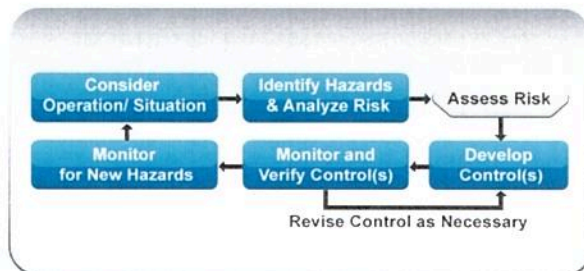 Consider
Operation/ Situation
Identify Hazards
& Analyze Risk
Assess Risk
Monitor
for New Hazards
Monitor and
Verify Control(s)
Develop
Control(s)
Revise Control as Necessary